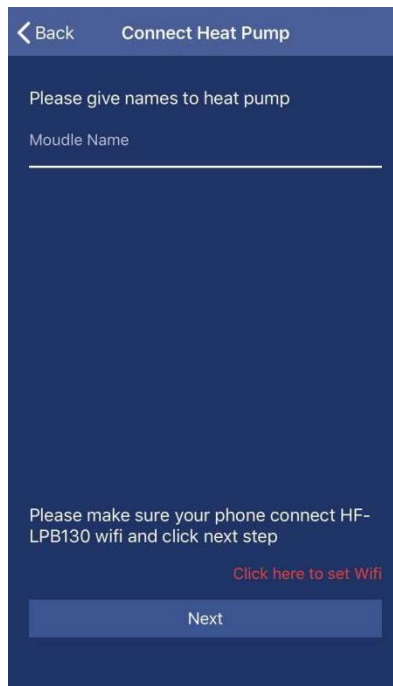 Back Connect Heat Pump
Please give names to heat pump
Moudle Name
Please make sure your phone connect HF-
LPB130 wifi and click next step
Click here to set Wifi
Next